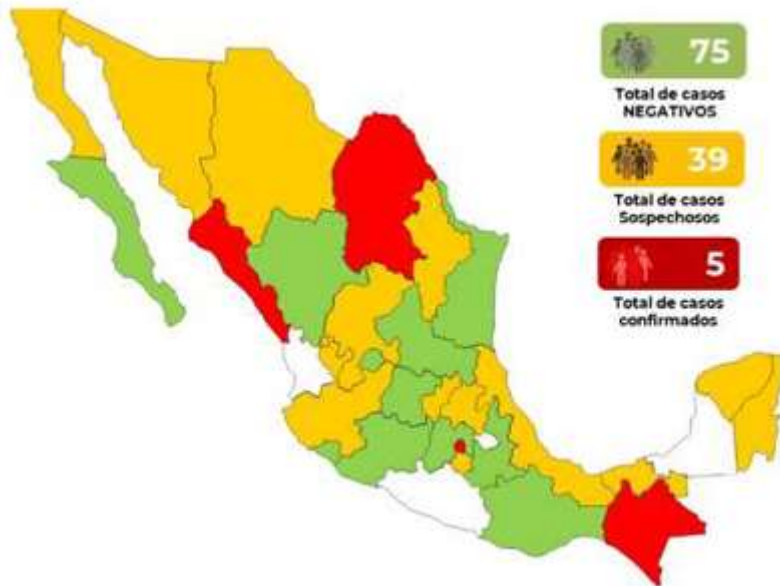 75
Total de casos
NEGATIVOS
39
Total de casos
Sospechosos
5
Total de casos
confirmados